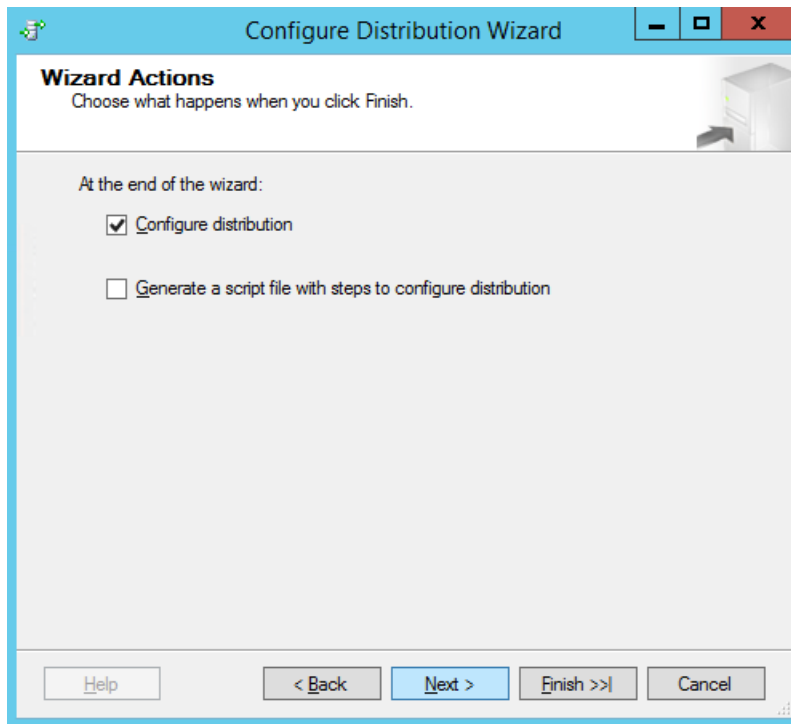 Configure Distribution Wizard
Wizard Actions
Choose what happens when you click Finish.
At the end of the wizard:
Configure distribution
Generate a script file with steps to configure distribution
Help
< Back
Next >
Finish >>|
Cancel